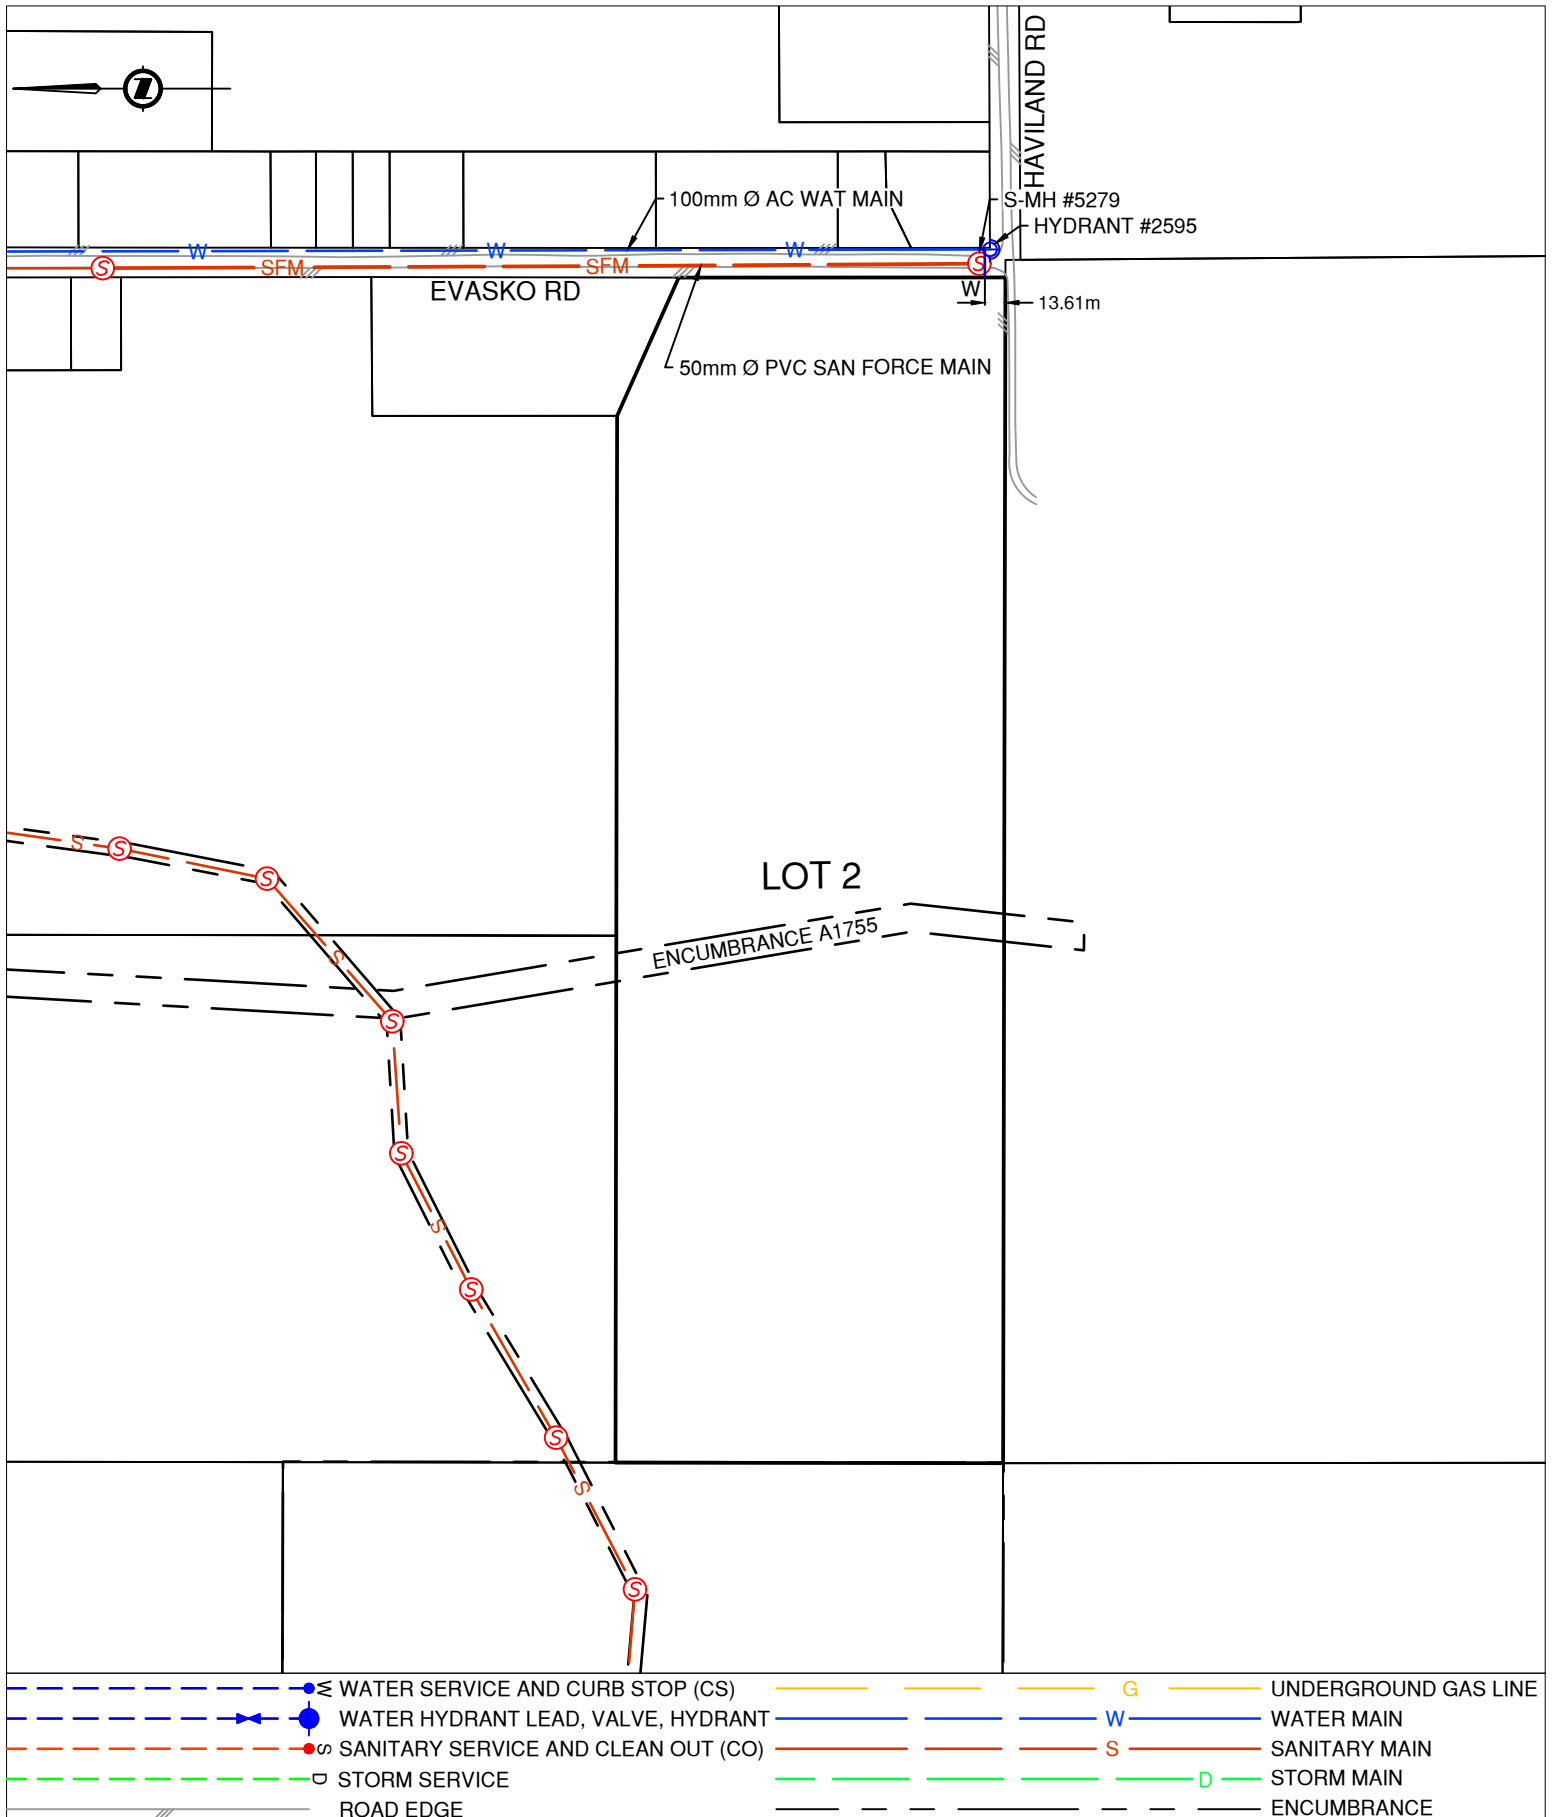 HAVILAND RD
100mm Ø AC WAT MAIN
S-MH #5279
HYDRANT #2595
W
W
W
S
SFM
SFM
S
EVASKO RD
W
13.61m
50mm Ø PVC SAN FORCE MAIN
S
S
S
LOT 2
ENCUMBRANCE A1755
S
S
S
S
S
S
S
S
W WATER SERVICE AND CURB STOP (CS)
G UNDERGROUND GAS LINE
WATER HYDRANT LEAD, VALVE, HYDRANT
W WATER MAIN
S SANITARY SERVICE AND CLEAN OUT (CO)
S SANITARY MAIN
D STORM SERVICE
D STORM MAIN
ROAD EDGE
ENCUMBRANCE